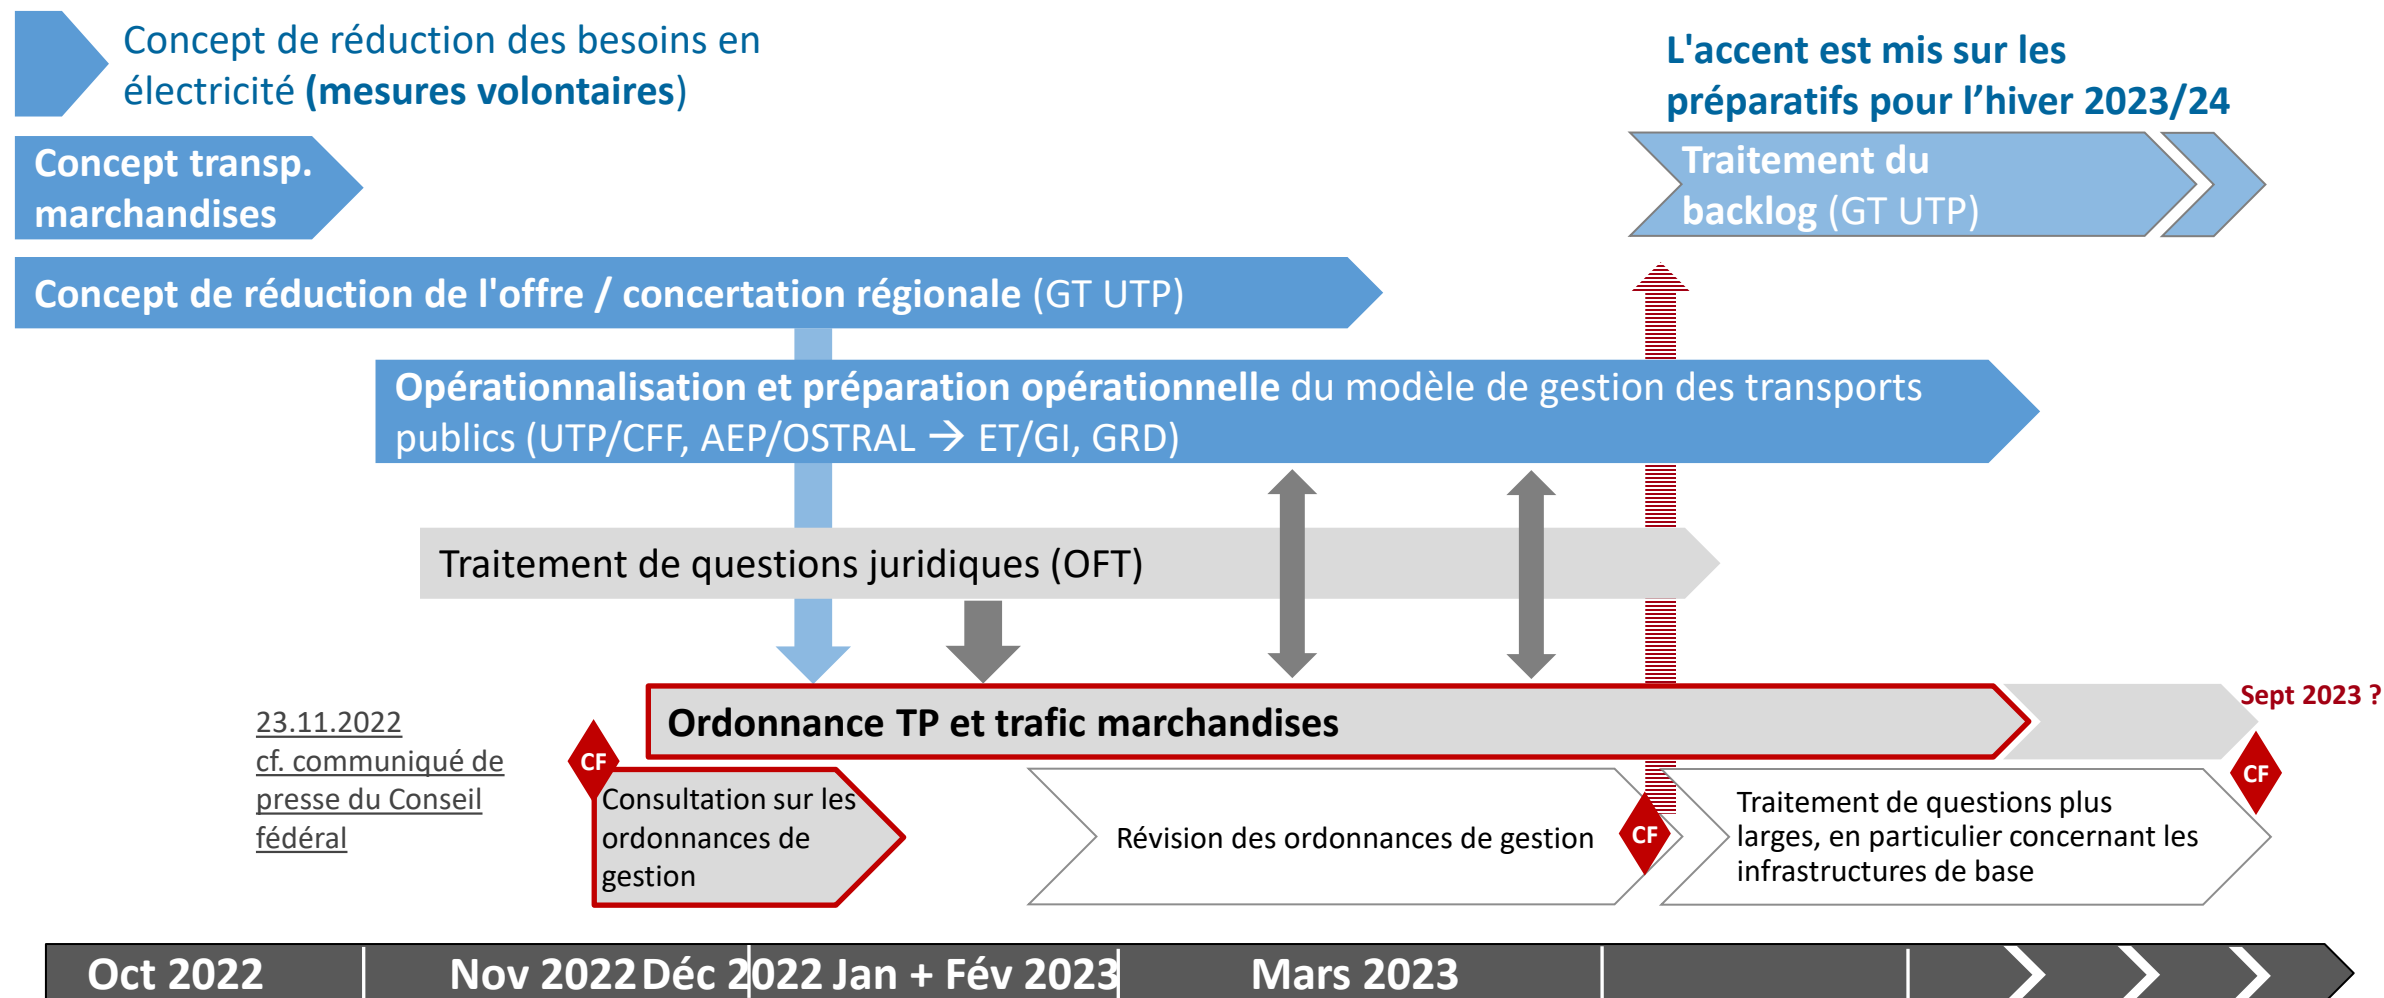 Concept de réduction des besoins en
électricité (mesures volontaires)
L'accent est mis sur les
préparatifs pour l’hiver 2023/24
Concept transp.
marchandises
Traitement du
backlog (GT UTP)
Concept de réduction de l'offre / concertation régionale (GT UTP)
Opérationnalisation et préparation opérationnelle du modèle de gestion des transports
publics (UTP/CFF, AEP/OSTRAL → ET/GI, GRD)
Traitement de questions juridiques (OFT)
Sept 2023 ?
Ordonnance TP et trafic marchandises
23.11.2022
cf. communiqué de
presse du Conseil
fédéral
CF
Consultation sur les
ordonnances de
gestion
Révision des ordonnances de gestion
CF
Traitement de questions plus
larges, en particulier concernant les
infrastructures de base
CF
Oct 2022 Nov 2022 Déc 2022 Jan + Fév 2023 Mars 2023